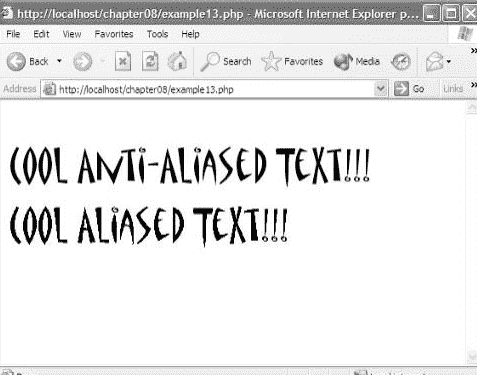 http://localhost/chapter08/example13.php - Microsoft Internet Explorer p...
File Edit View Favorites Tools Help
Back Search Favorites Media
Address http://localhost/chapter08/example13.php Go Links
COOL ANTI-ALIASED TEXT!!!
COOL ALIASED TEXT!!!